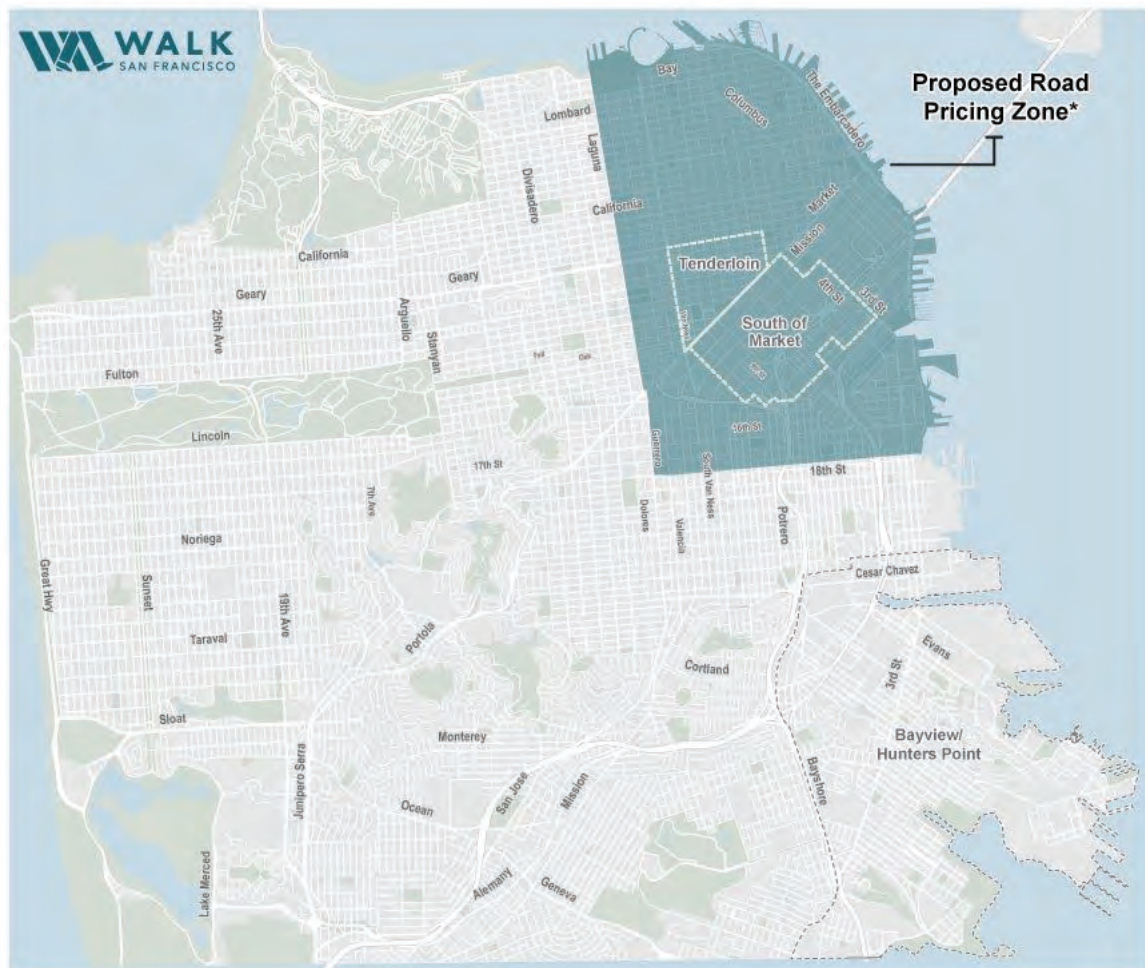 WALK
SAN FRANCISCO
Proposed Road
Pricing Zone*
Bay
Columbus
The Embarcadero
Lombard
Laguna
Divisadero
California
Market
Mission
California
Geary
Geary
Tenderloin
4th St
3rd St
South of
Market
25th Ave
Arguello
Stanyan
Fell
Oak
Fulton
Lincoln
16th St
Guerrero
17th St
South Van Ness
18th St
7th Ave
Dolores
Valencia
Potrero
Noriega
Great Hwy
Sunset
19th Ave
Cesar Chavez
Taraval
Portola
Cortland
3rd St
Evans
Sloat
Monterey
Bayview/
Hunters Point
Junipero Serra
San Jose
Mission
Bayshore
Ocean
Lake Merced
Alemany
Geneva